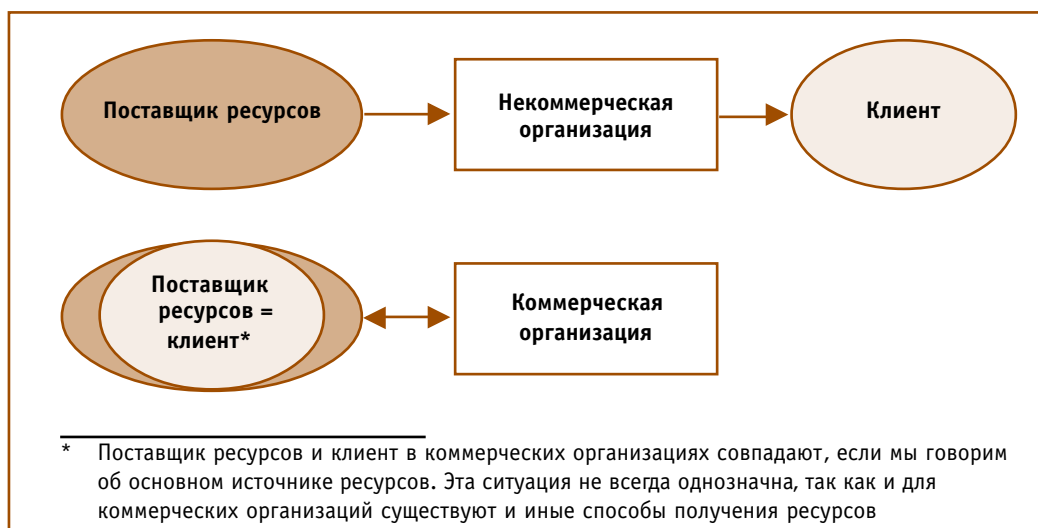 Поставщик ресурсов
Некоммерческая
организация
Клиент
Поставщик
ресурсов =
клиент*
Коммерческая
организация
* Поставщик ресурсов и клиент в коммерческих организациях совпадают, если мы говорим
об основном источнике ресурсов. Эта ситуация не всегда однозначна, так как и для
коммерческих организаций существуют и иные способы получения ресурсов